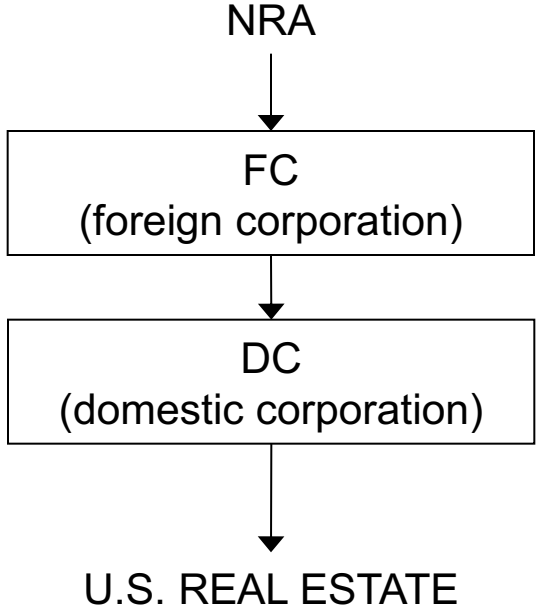 NRA
FC
(foreign corporation)
DC
(domestic corporation)
U.S. REAL ESTATE